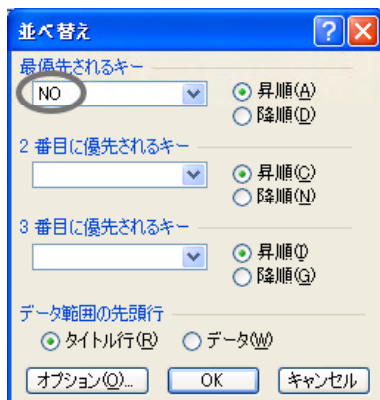 並べ替え
最優先されるキー
NO
昇順(A)
降順(D)
2 番目に優先されるキー
昇順(C)
降順(N)
3 番目に優先されるキー
昇順(I)
降順(G)
データ範囲の先頭行
タイトル行(R) データ(W)
オプション(O)... OK キャンセル